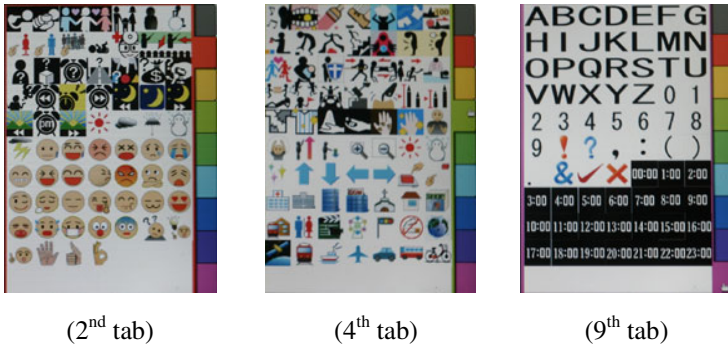 100
ABCDEFG
HIJKLMN
OPQRSTU
VWXYZ01
2345678
9!?,:()
.&00:00 1:00 2:00
3:00 4:00 5:00 6:00 7:00 8:00 9:00
pm
10:00 11:00 12:00 13:00 14:00 15:00 16:00
17:00 18:00 19:00 20:00 21:00 22:00 23:00
(2nd tab)
(4th tab)
(9th tab)